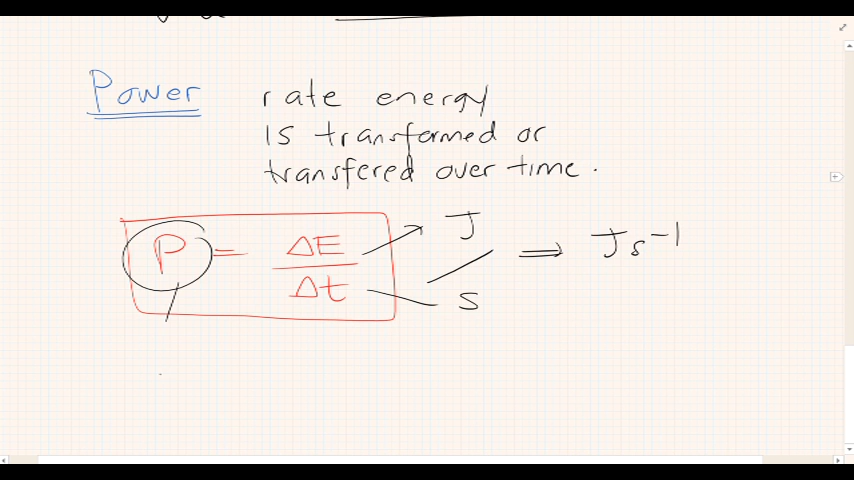 Power rate energy
is transformed or
transfered over time.
P = ΔE / Δt
J
s
⇒ Js⁻¹